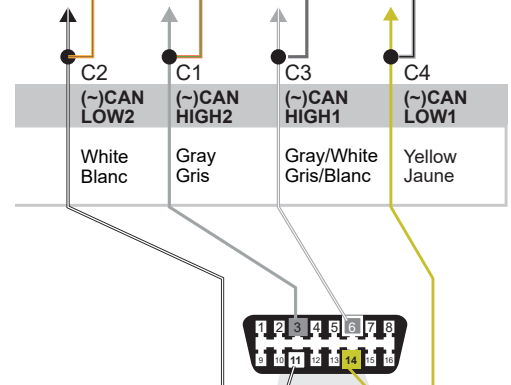 C2 C1 C3 C4
(~)CAN (~)CAN (~)CAN (~)CAN
LOW2 HIGH2 HIGH1 LOW1
White Gray Gray/White Yellow
Blanc Gris Gris/Blanc Jaune
1 2 3 4 5 6 7 8
9 10 11 12 13 14 15 16